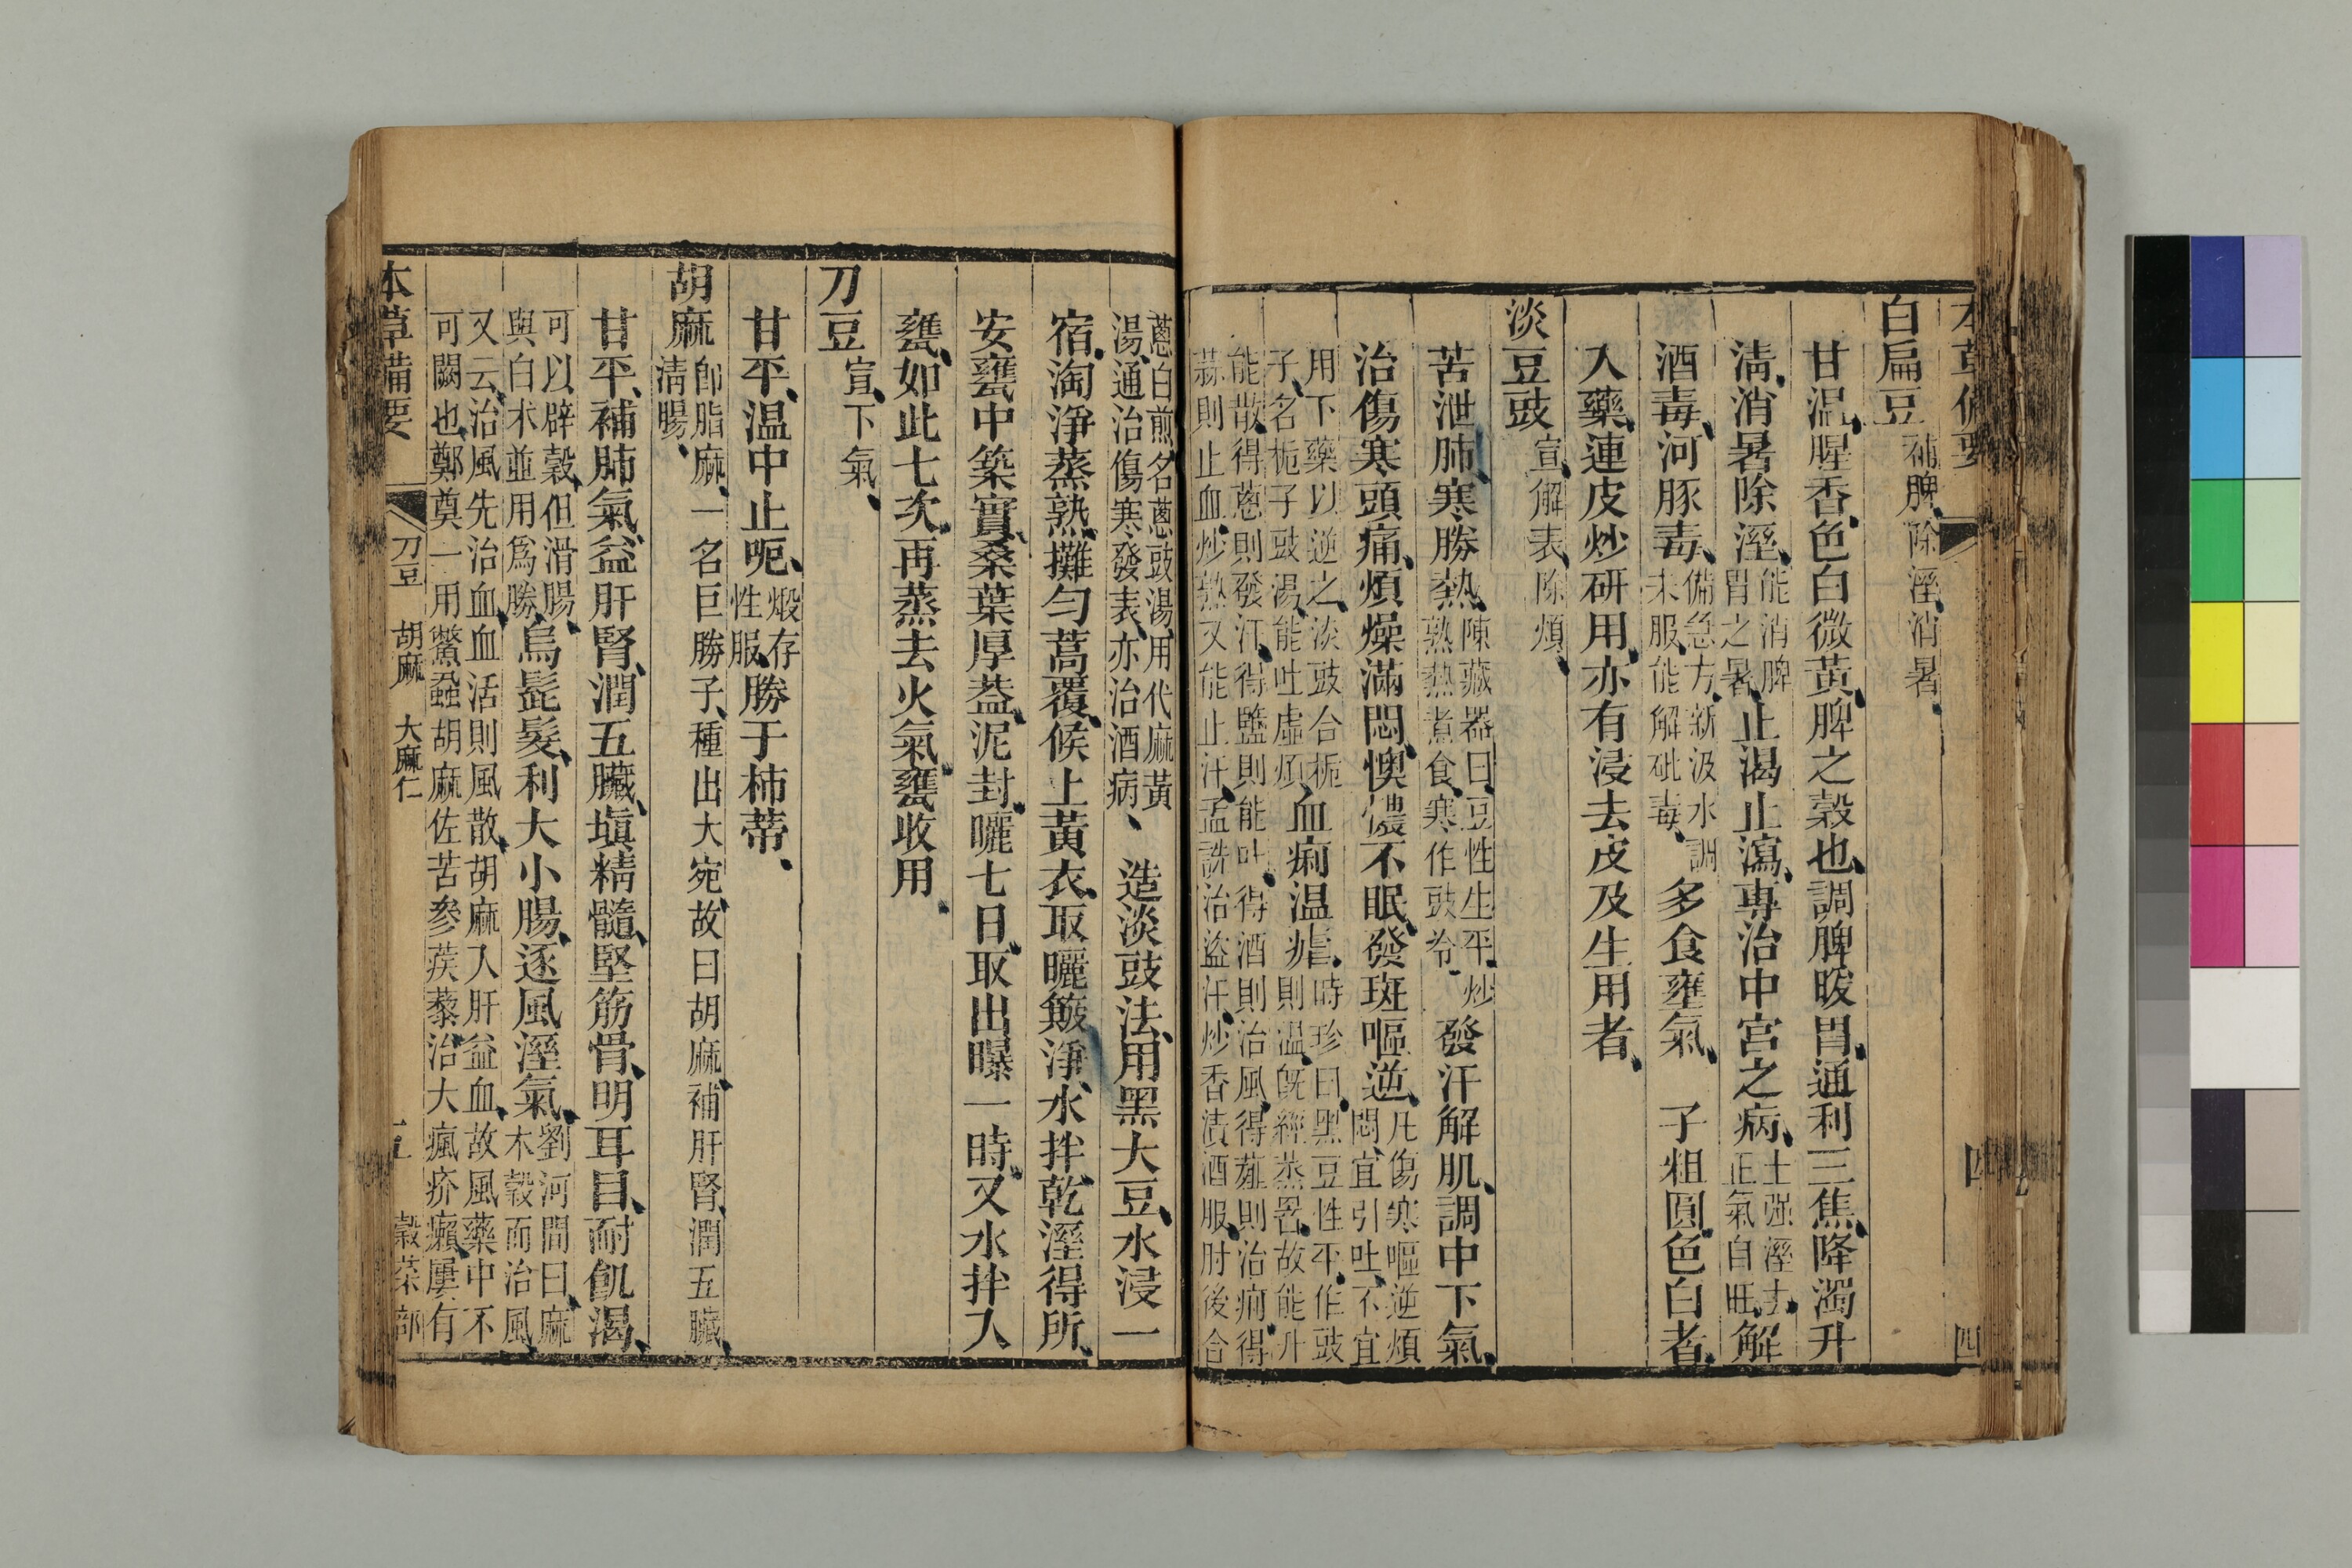 本草備要
四
白扁豆補脾、除溼、消暑、
甘溫、腥香、色白微黃、脾之穀也、調脾暖胃、通利三焦、降濁升
清、消暑除溼、能消脾胃之暑、止渴止瀉、專治中宮之病、土强溼去、正氣自旺、解
酒毒、河豚毒、備急方、新汲水調末服、能解砒毒、多食壅氣、子粗圓、色白者、
入藥、連皮炒研用、亦有浸去皮及生用者、
淡豆豉宣、解表、除煩、
苦泄肺、寒勝熱、陳藏器曰、豆性生平、炒熟熱、煮食寒、作豉冷、發汗解肌、調中下氣、
治傷寒頭痛、煩燥滿悶、懊憹不眠、發斑嘔逆、凡傷寒嘔逆煩悶、宜引吐、不宜
用下藥以逆之、淡豉合梔子、名梔子豉湯、能吐虛煩、血痢溫瘧、時珍曰、黑豆性平、作豉則溫、旣經蒸罯、故能升
能散、得蔥則發汗、得鹽則能吐、得酒則治風、得薤則治痢、得
蒜則止血、炒熟又能止汗、孟詵治盜汗、炒香漬酒服、肘後合
蔥白煎名蔥豉湯、用代麻黃
湯、通治傷寒發表、亦治酒病、造淡豉法、用黑大豆、水浸一
宿、淘淨蒸熟、攤勻蒿覆、候上黃衣、取曬簸淨、水拌、乾溼得所、
安甕中築實、桑葉厚葢、泥封、曬七日、取出曝一時、又水拌入
甕、如此七次、再蒸去火氣、甕收用、
刀豆宣、下氣、
甘平、溫中止呃、煅存性服、勝于柿蒂、
胡麻卽脂麻、一名巨勝子、種出大宛、故曰胡麻、補肝腎、潤五臟、清腸、
甘平、補肺氣、益肝腎、潤五臟、塡精髓、堅筋骨、明耳目、耐飢渴、
可以辟穀、但滑腸、與白朮並用爲勝、烏髭髮、利大小腸、逐風溼氣、劉河間曰、麻木穀而治風、
又云、治風先治血、血活則風散、胡麻入肝益血、故風藥中不
可闕也、鄭奠一用鱉蝨胡麻、佐苦參蒺藜、治大瘋疥癩、屢有
本草備要
刀豆 胡麻 大麻仁
穀菜部